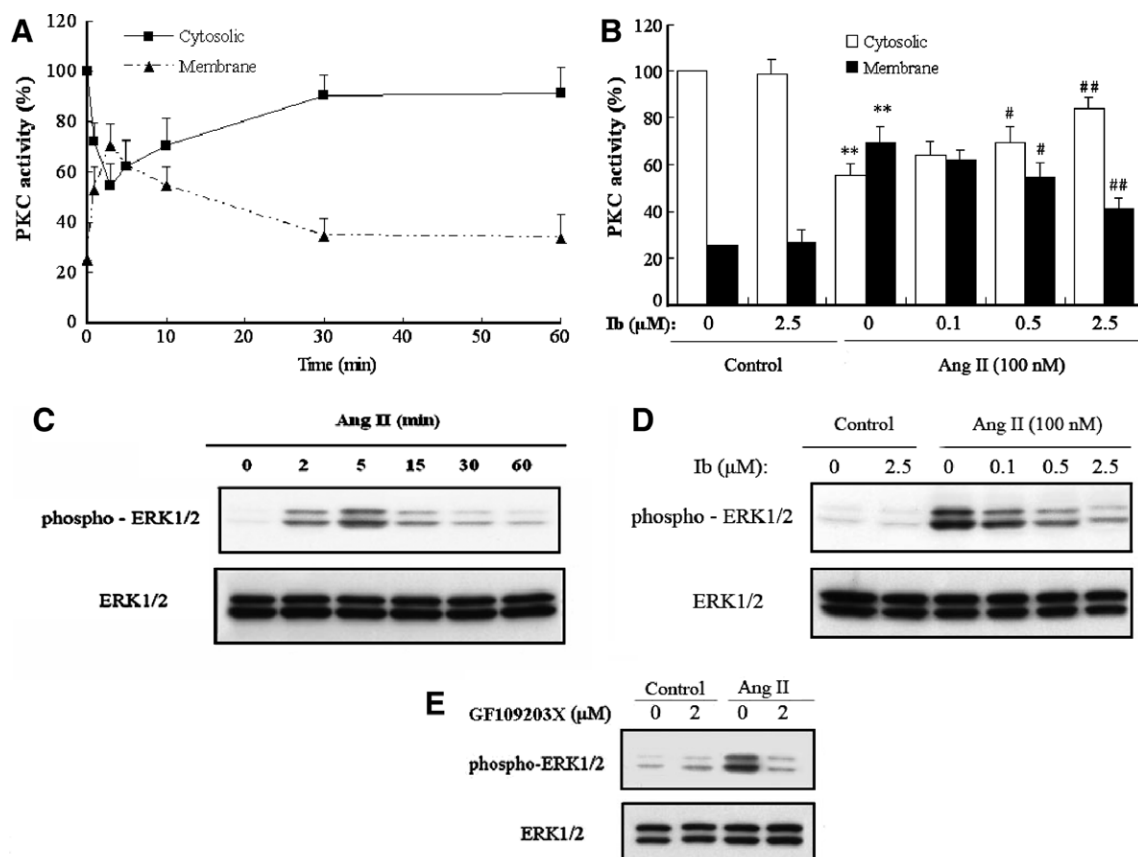 A
PKC activity (%)
120
100
80
60
40
20
0
Cytosolic
Membrane
0 10 20 30 40 50 60
Time (min)
B
PKC activity (%)
120
100
80
60
40
20
0
Cytosolic
Membrane
** ** # # ## ##
Ib (μM): 0 2.5 0 0.1 0.5 2.5
Control Ang II (100 nM)
C
Ang II (min)
0 2 5 15 30 60
phospho - ERK1/2
ERK1/2
D
Control Ang II (100 nM)
Ib (μM): 0 2.5 0 0.1 0.5 2.5
phospho - ERK1/2
ERK1/2
E
Control Ang II
GF109203X (μM) 0 2 0 2
phospho-ERK1/2
ERK1/2